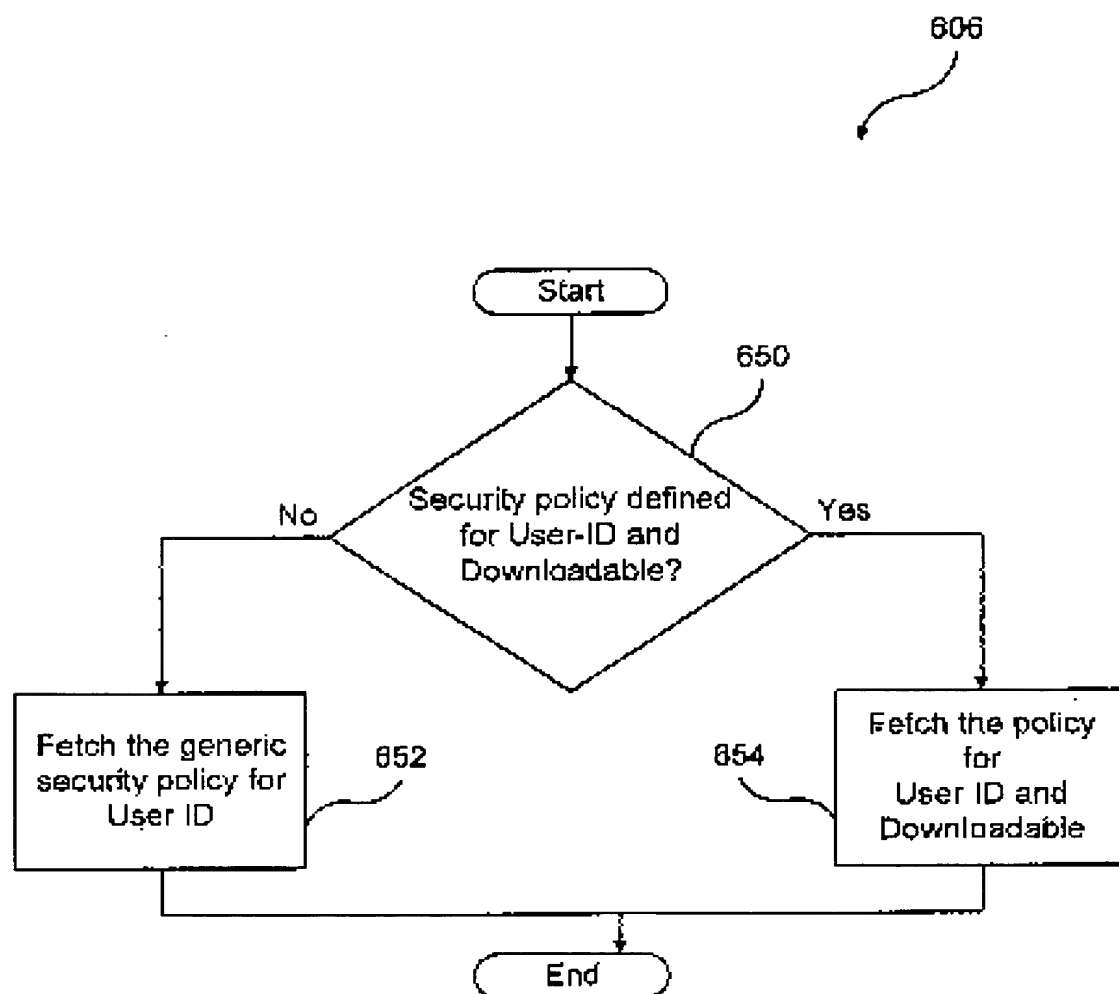 606
Start
650
Security policy defined
for User-ID and
Downloadable?
No
Yes
Fetch the generic
security policy for
User ID
652
654
Fetch the policy
for
User ID and
Downloadable
End